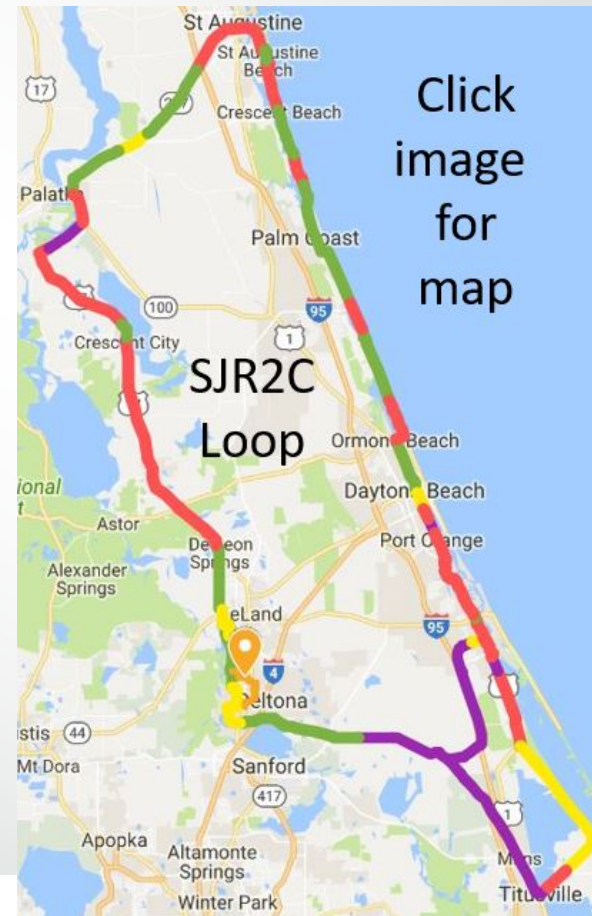 St Augustine
St Augustine
Beach
17
Crescent Beach
Click
image
for
map
Palm Coast
95
100
1
Crescent City
SJR2C
Loop
Ormond Beach
Daytona Beach
Astor
DeLeon
Springs
Port Orange
Alexander
Springs
eLand
95
4
Deltona
44
Mt Dora
Sanford
417
1
Apopka
Altamonte
Springs
Winter Park
Mims
Titusville